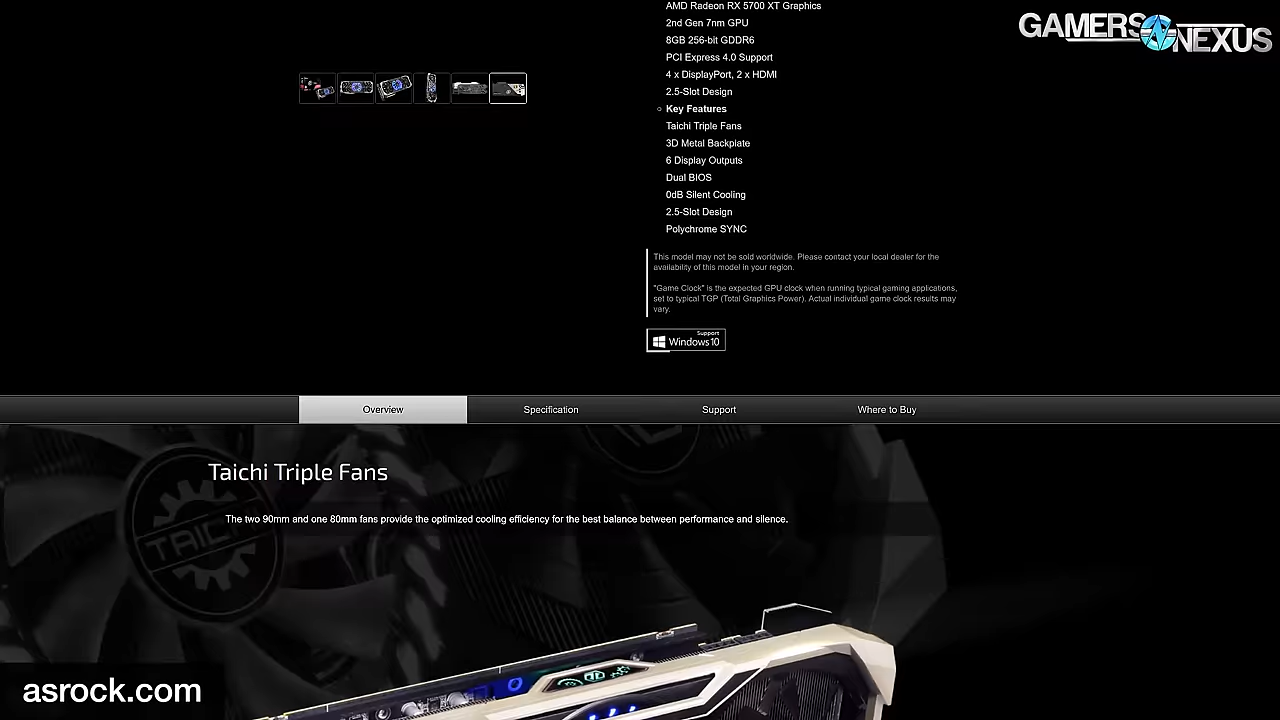 AMD Radeon RX 5700 XT Graphics
GAMERS NEXUS
2nd Gen 7nm GPU
8GB 256-bit GDDR6
PCI Express 4.0 Support
4 x DisplayPort, 2 x HDMI
2.5-Slot Design
Key Features
Taichi Triple Fans
3D Metal Backplate
6 Display Outputs
Dual BIOS
0dB Silent Cooling
2.5-Slot Design
Polychrome SYNC
This model may not be sold worldwide. Please contact your local dealer for the
availability of this model in your region.
"Game Clock" is the expected GPU clock when running typical gaming applications,
set to typical TGP (Total Graphics Power). Actual individual game clock results may
vary.
Support
Windows10
Overview Specification Support Where to Buy
Taichi Triple Fans
The two 90mm and one 80mm fans provide the optimized cooling efficiency for the best balance between performance and silence.
asrock.com